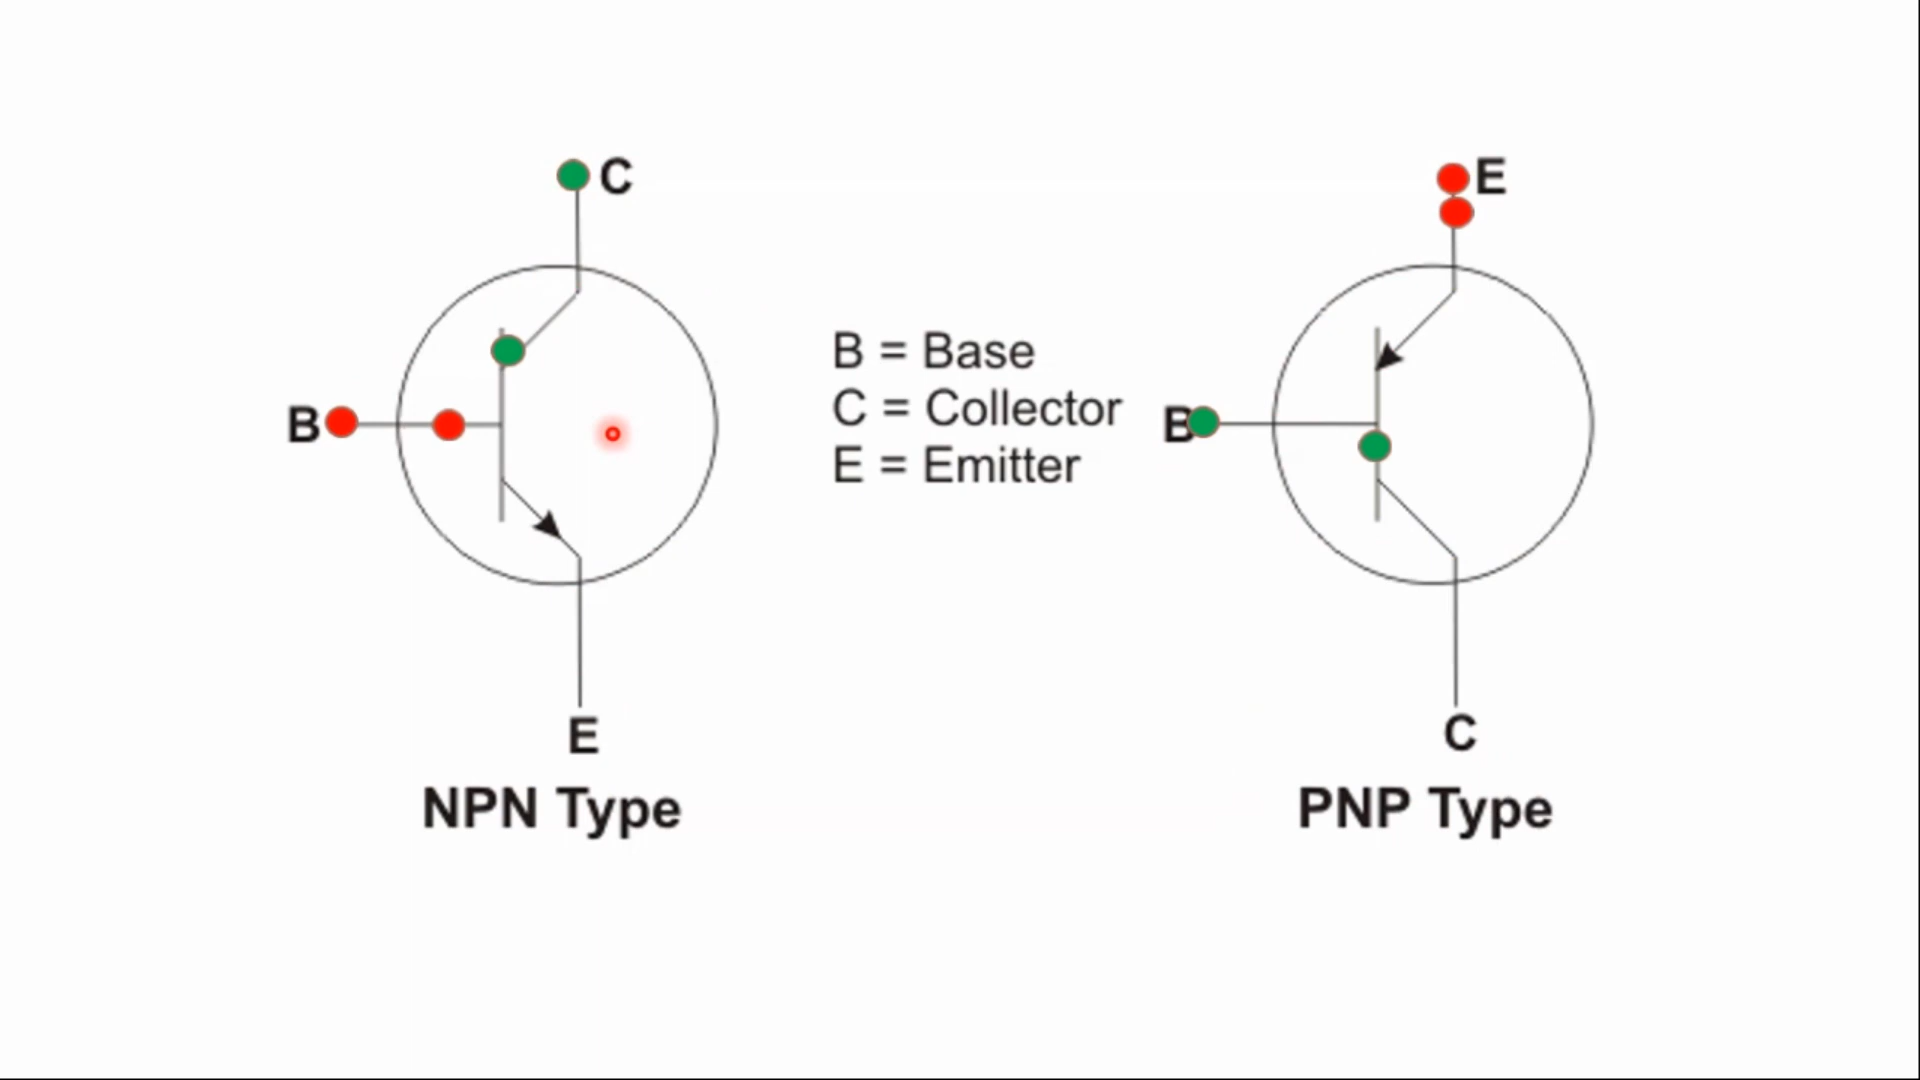 C
E
B
B = Base
C = Collector
E = Emitter
B
E
C
NPN Type
PNP Type